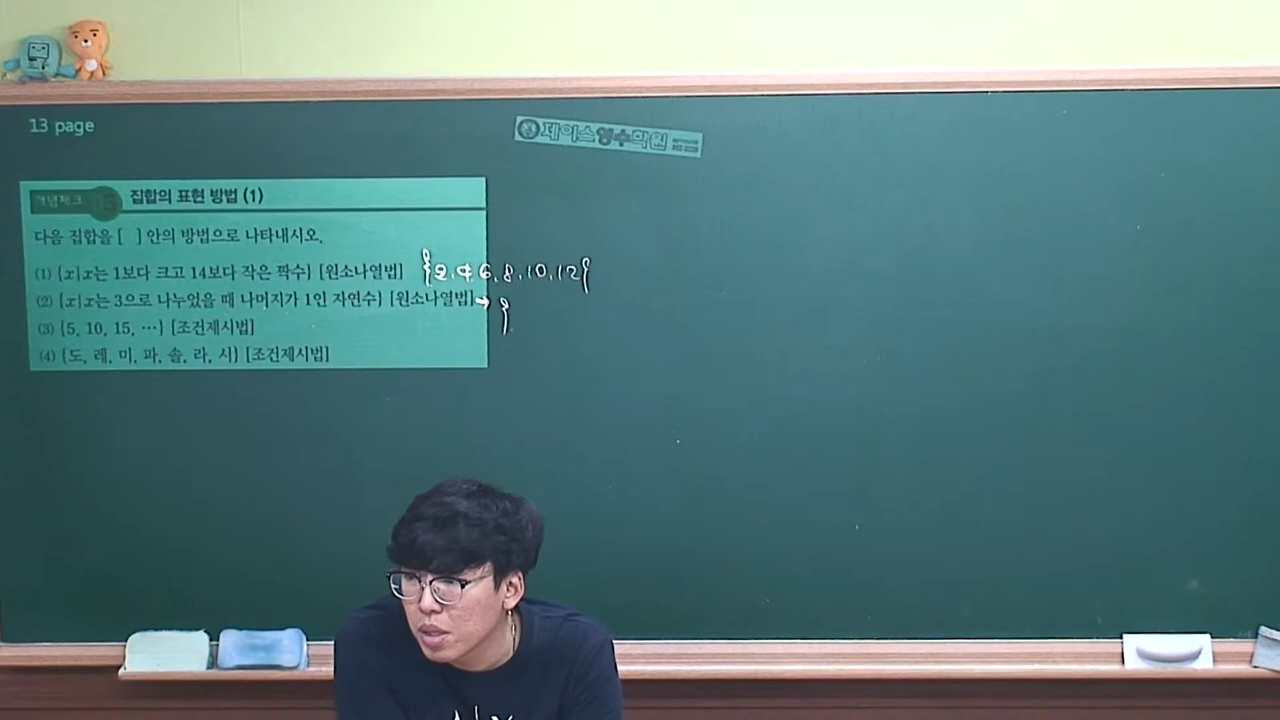 13 page
제이스영수학원
개념체크 집합의 표현 방법 (1)
다음 집합을 [ ] 안의 방법으로 나타내시오.
(1) {x|x는 1보다 크고 14보다 작은 짝수} [원소나열법] {2, 4, 6, 8, 10, 12}
(2) {x|x는 3으로 나누었을 때 나머지가 1인 자연수} [원소나열법] → {
(3) {5, 10, 15, ⋯} [조건제시법]
(4) {도, 레, 미, 파, 솔, 라, 시} [조건제시법]